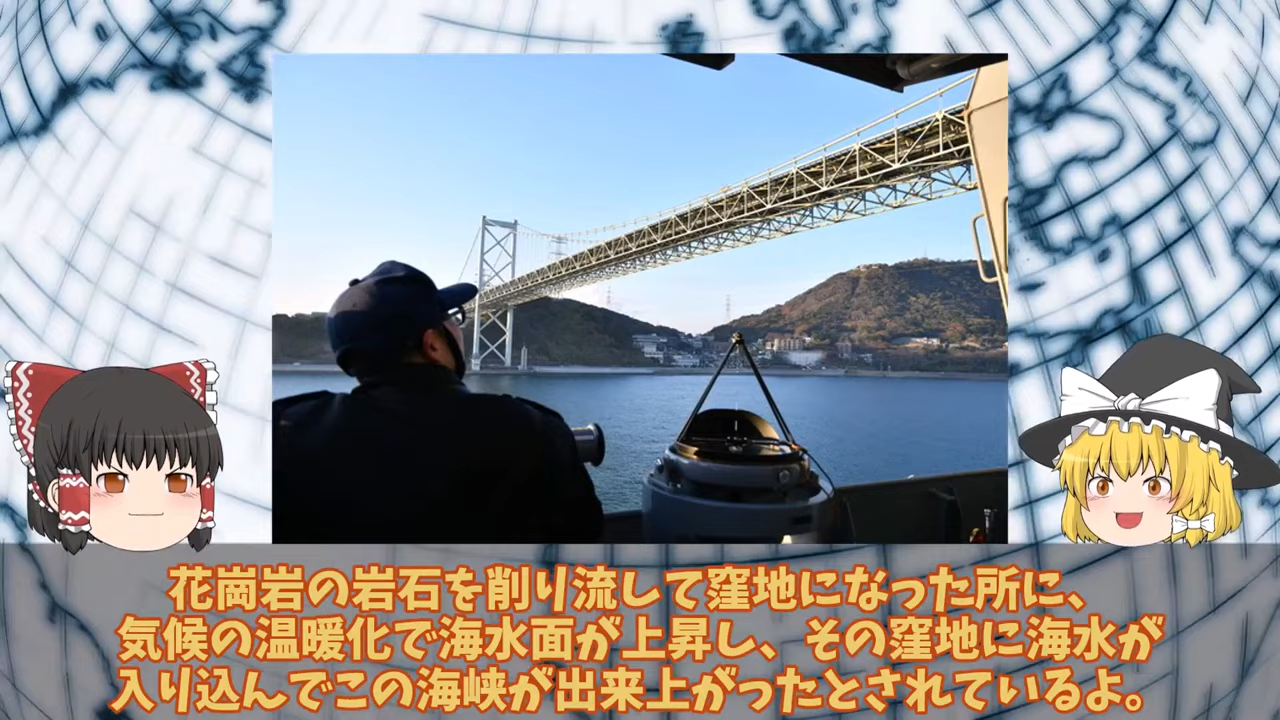 花崗岩の岩石を削り流して窪地になった所に、
気候の温暖化で海水面が上昇し、その窪地に海水が
入り込んでこの海峡が出来上がったとされているよ。